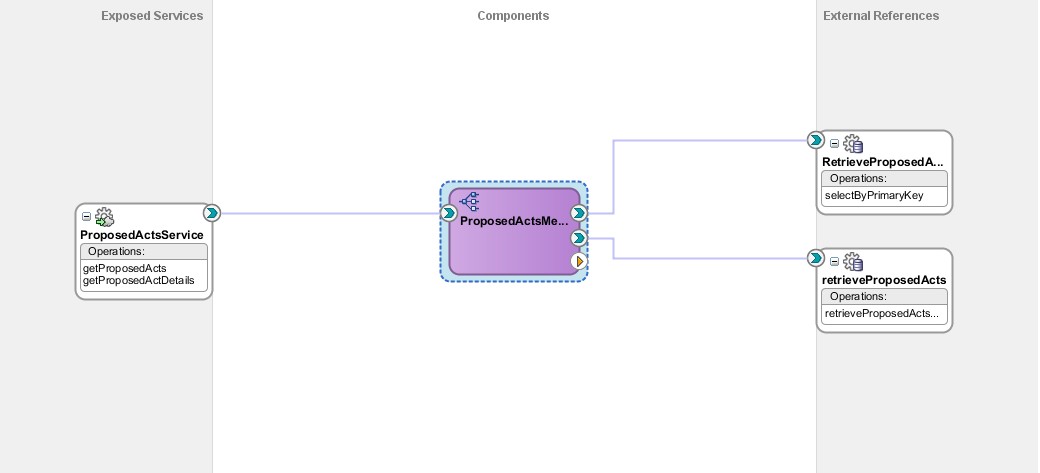 Exposed Services
Components
External References
ProposedActsService
Operations:
getProposedActs
getProposedActDetails
ProposedActsMe...
RetrieveProposedA...
Operations:
selectByPrimaryKey
retrieveProposedActs
Operations:
retrieveProposedActs...